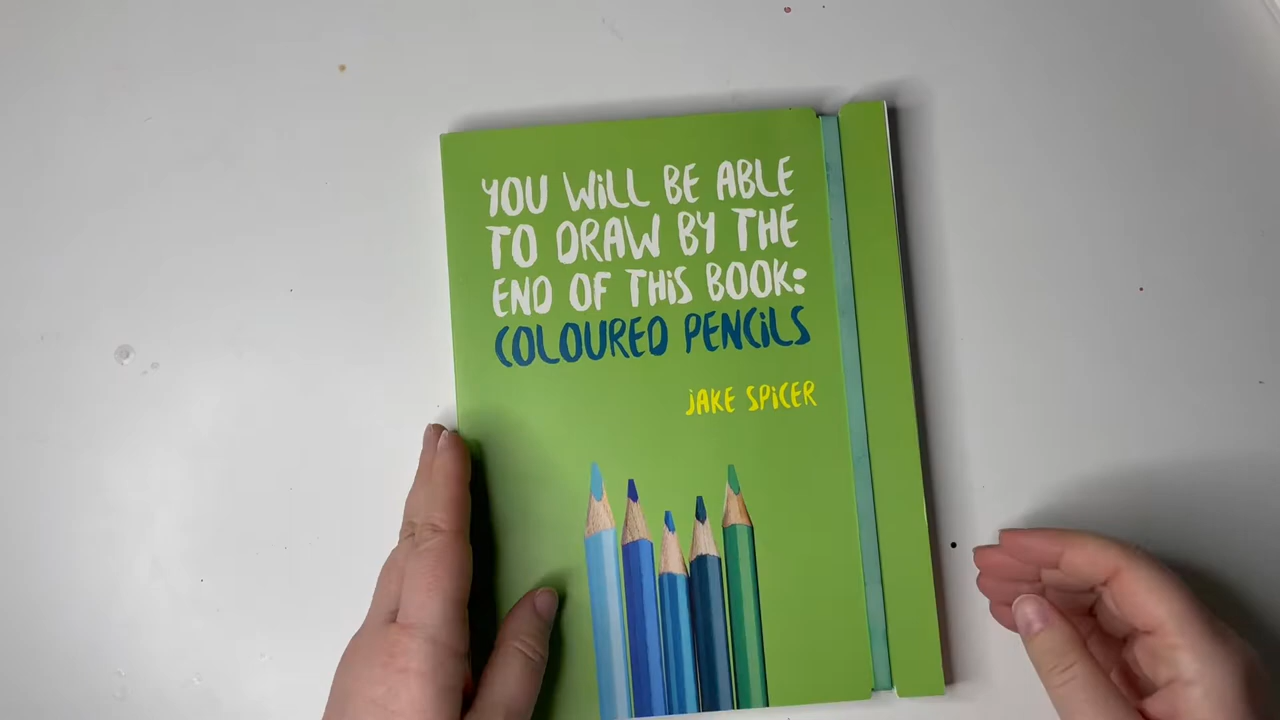 YOU WiLL BE ABLE
TO DRAW BY THE
END OF THiS BOOK:
COLOURED PENCiLS
JAKE SPiCER